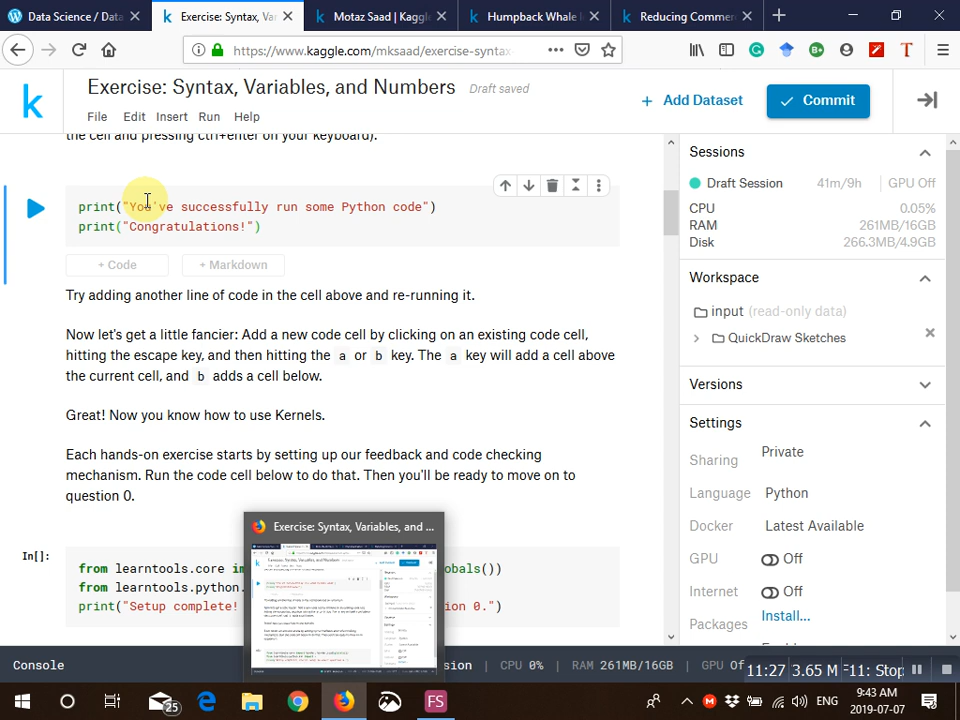 Data Science / Data
Exercise: Syntax, Va
Motaz Saad | Kaggl
Humpback Whale I
Reducing Commer
https://www.kaggle.com/mksaad/exercise-syntax-
k
Exercise: Syntax, Variables, and Numbers
Draft saved
File Edit Insert Run Help
+ Add Dataset
Commit
the cell and pressing ctrl+enter on your keyboard).
print("You've successfully run some Python code")
print("Congratulations!")
+ Code
+ Markdown
Try adding another line of code in the cell above and re-running it.
Now let's get a little fancier: Add a new code cell by clicking on an existing code cell,
hitting the escape key, and then hitting the a or b key. The a key will add a cell above
the current cell, and b adds a cell below.
Great! Now you know how to use Kernels.
Each hands-on exercise starts by setting up our feedback and code checking
mechanism. Run the code cell below to do that. Then you'll be ready to move on to
question 0.
Exercise: Syntax, Variables, and ...
In[]:
from learntools.core im obals())
from learntools.python.
print("Setup complete! ion 0.")
Sessions
Draft Session 41m/9h GPU Off
CPU 0.05%
RAM 261MB/16GB
Disk 266.3MB/4.9GB
Workspace
input (read-only data)
QuickDraw Sketches
Versions
Settings
Sharing Private
Language Python
Docker Latest Available
GPU Off
Internet Off
Packages Install...
Console
ssion | CPU 0% | RAM 261MB/16GB | GPU Of
11:27 3.65 M F11: Stop
25
FS
ENG
9:43 AM
2019-07-07